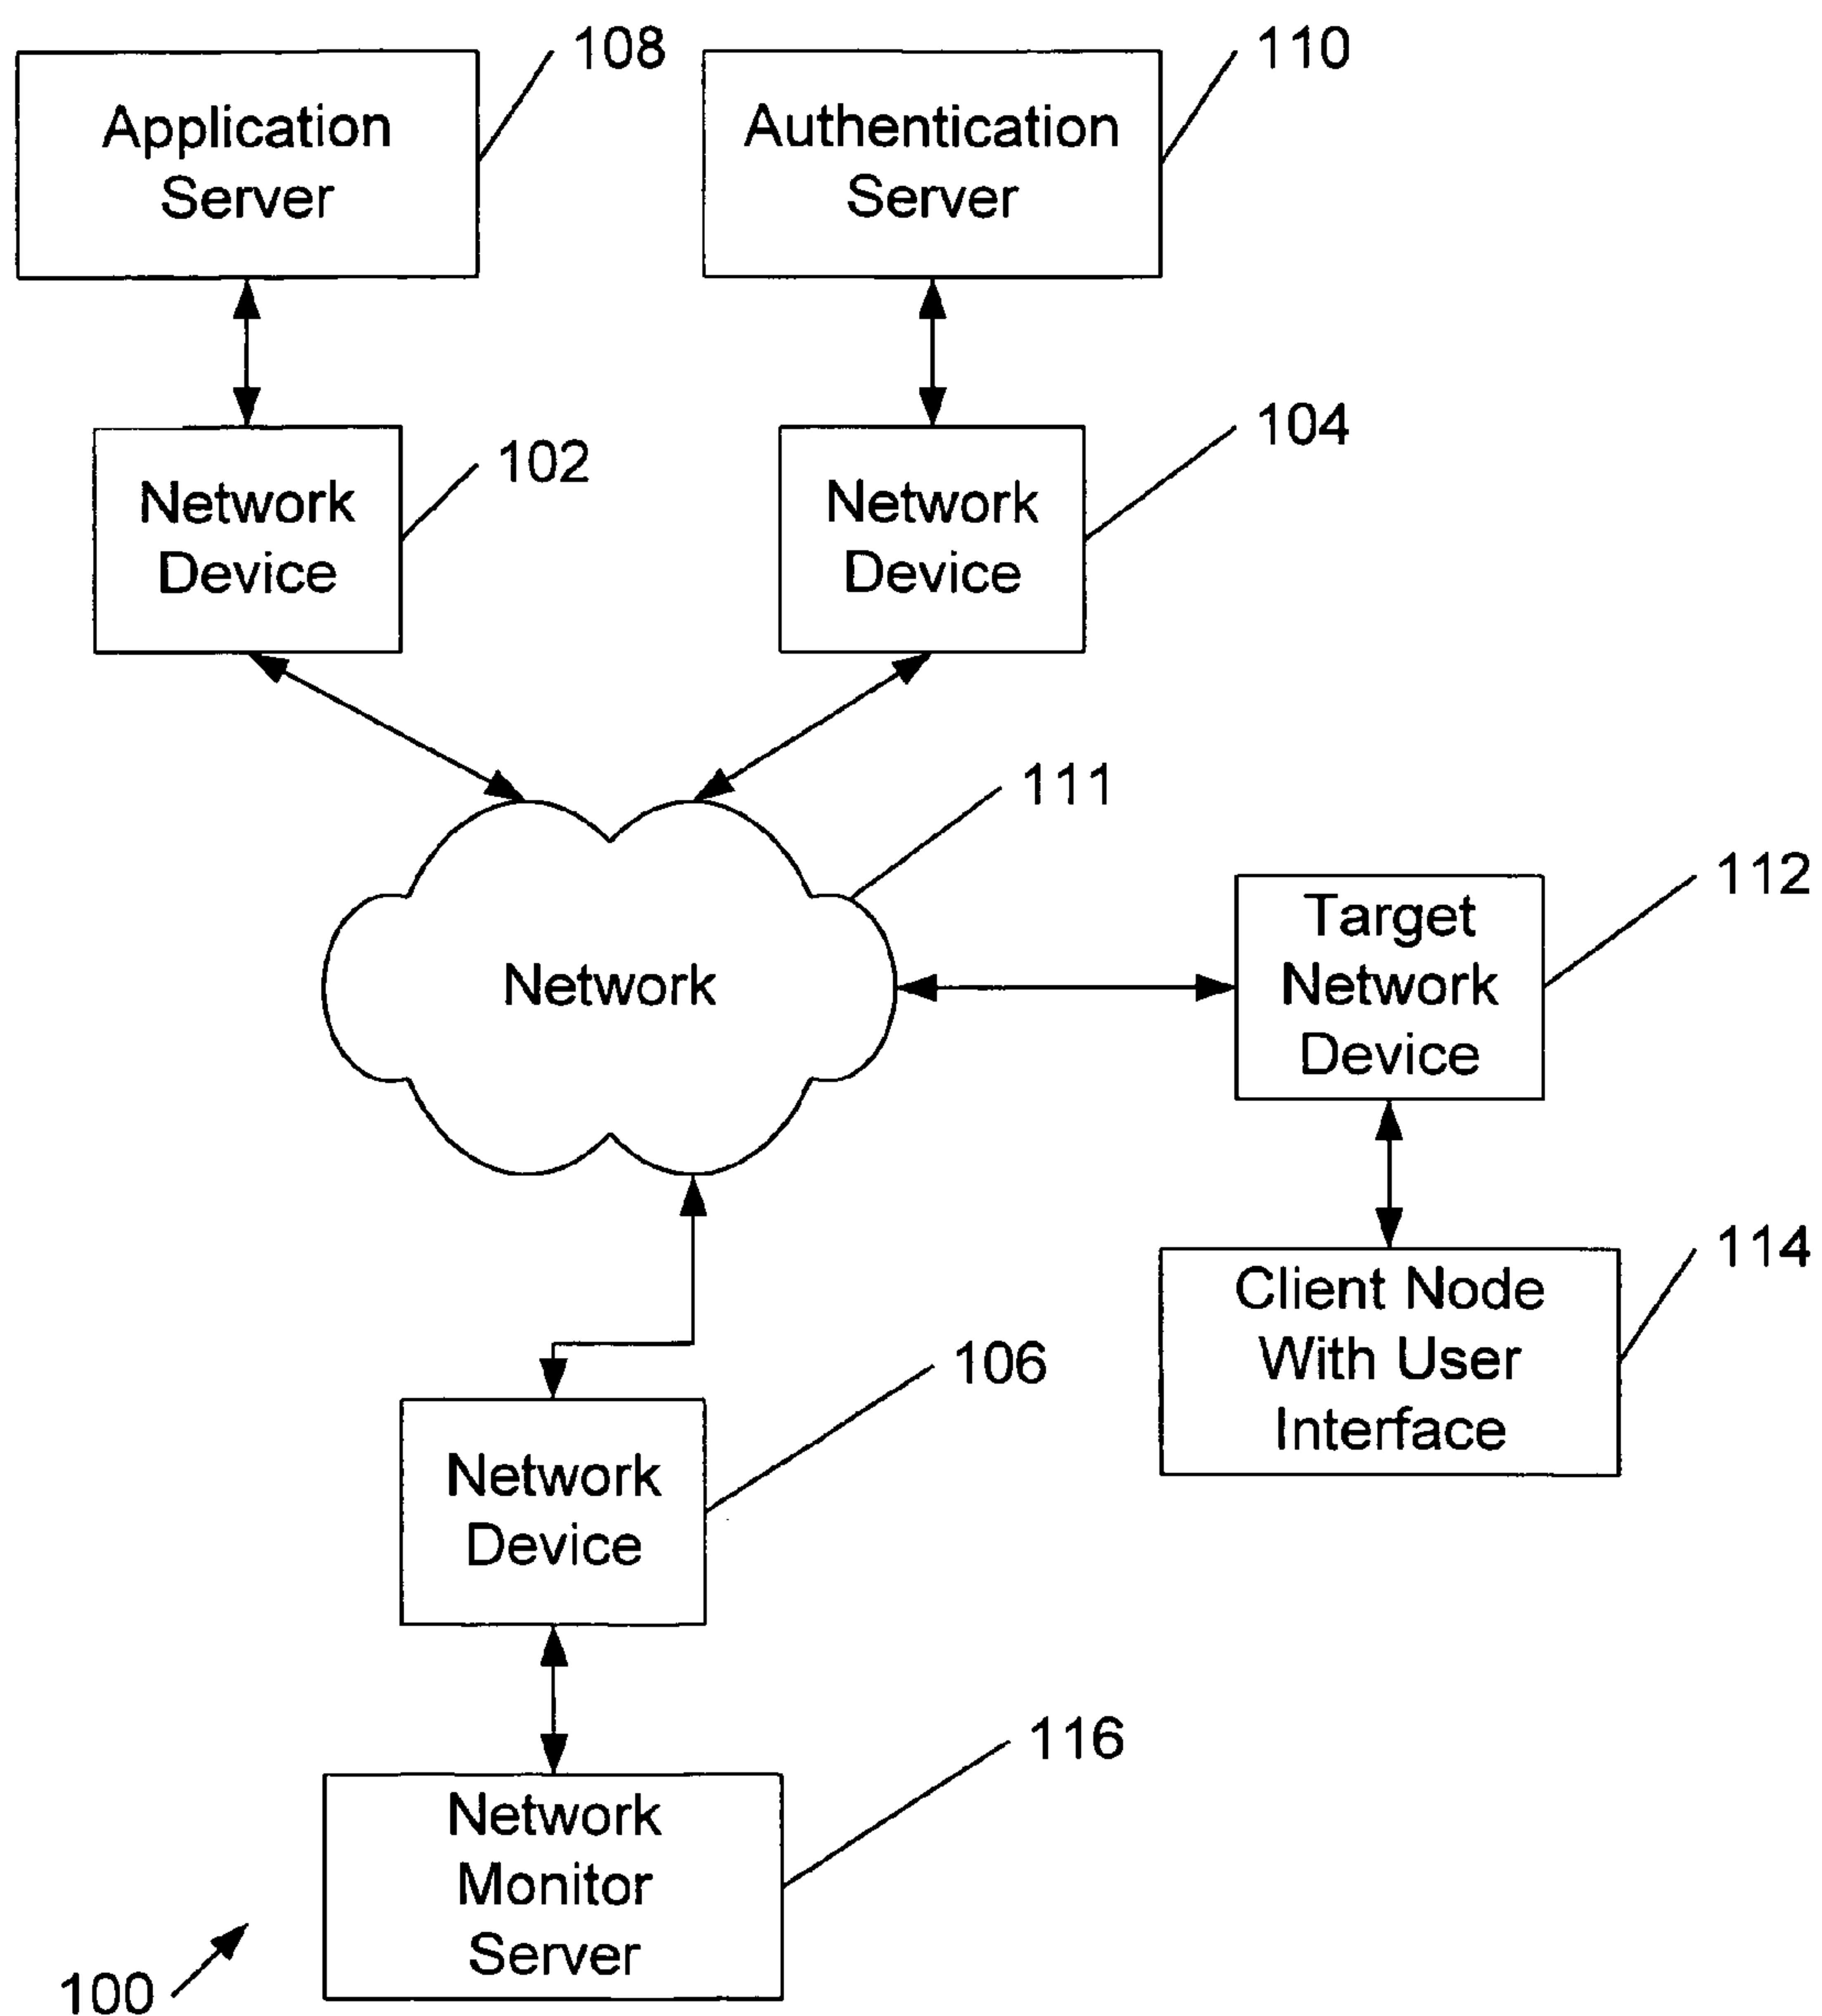 108
110
Application
Server
Authentication
Server
102
104
Network
Device
Network
Device
111
112
Network
Target
Network
Device
114
Client Node
With User
Interface
106
Network
Device
116
Network
Monitor
Server
100